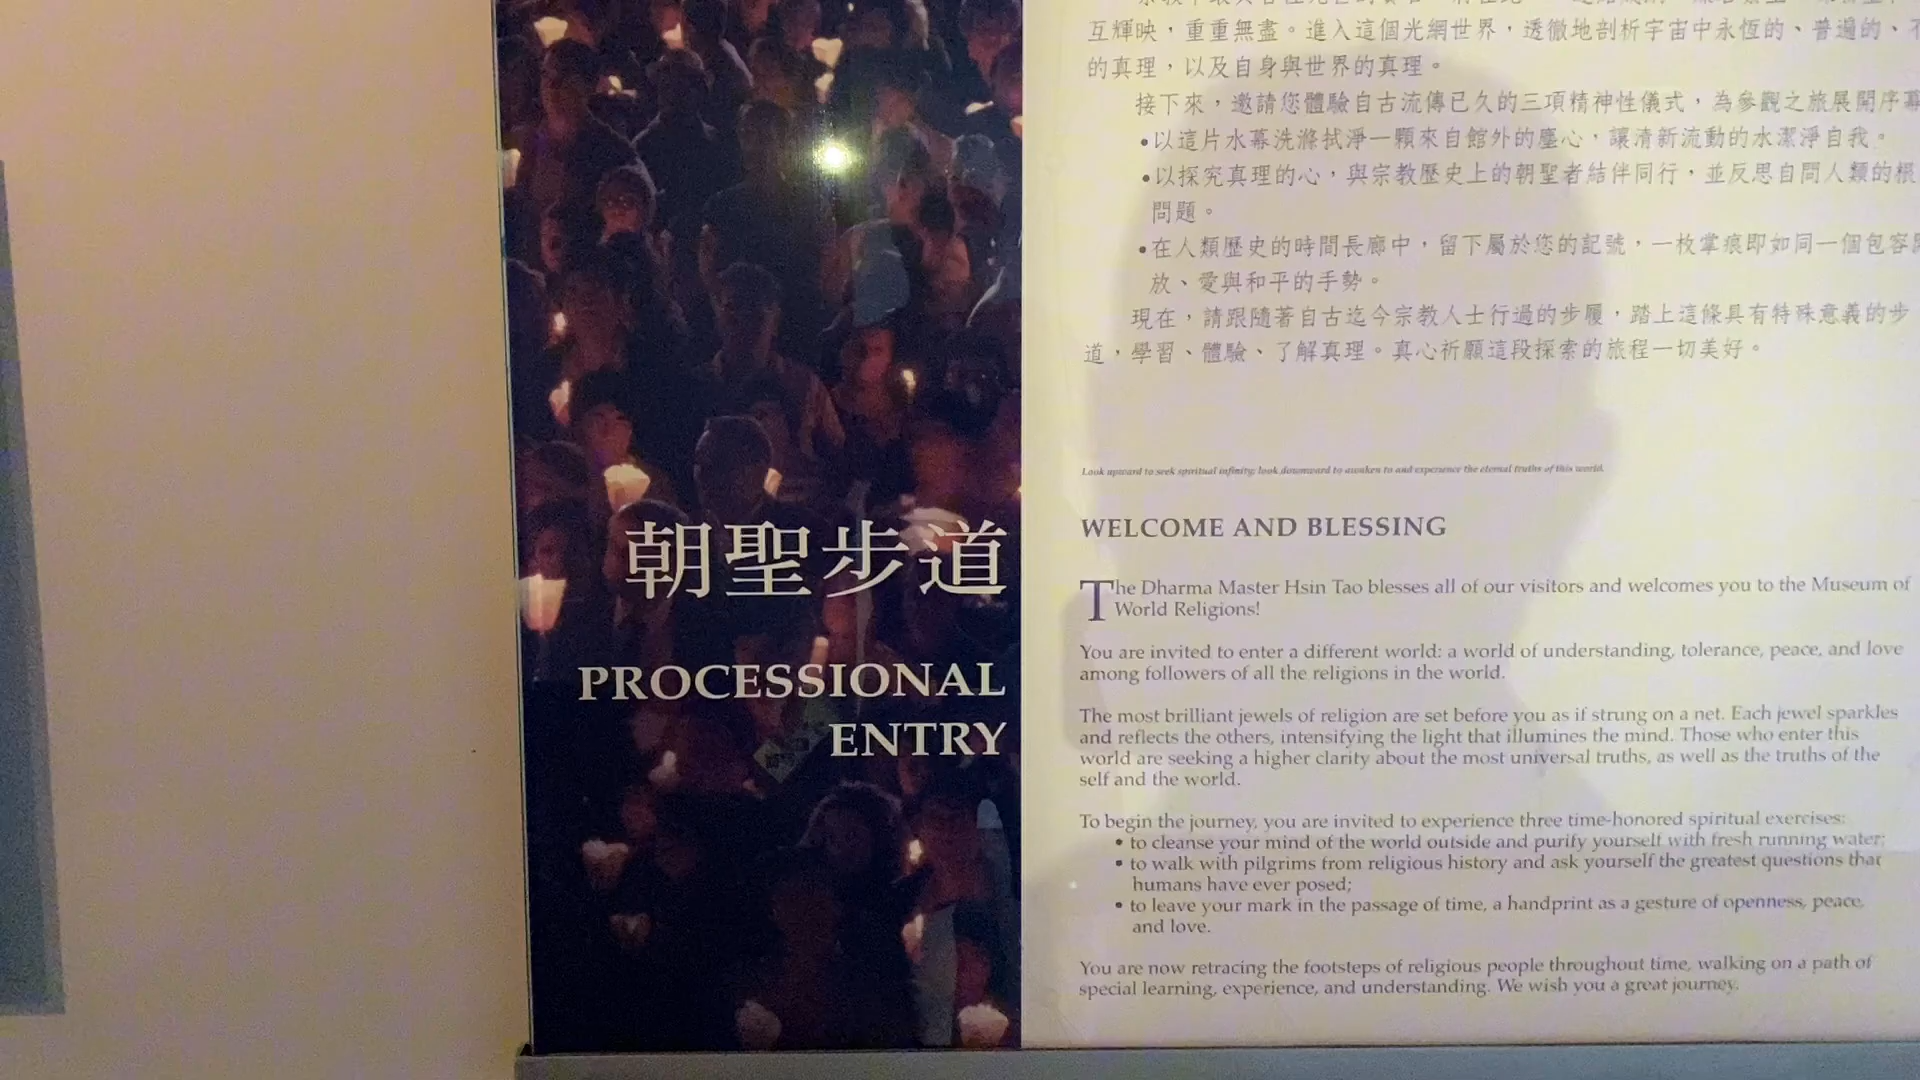 朝聖步道
PROCESSIONAL
ENTRY
互輝映，重重無盡。進入這個光網世界，透徹地剖析宇宙中永恆的、普遍的、
的真理，以及自身與世界的真理。
接下來，邀請您體驗自古流傳已久的三項精神性儀式，為參觀之旅展開序幕
•以這片水幕洗滌拭淨一顆來自館外的塵心，讓清新流動的水潔淨自我。
•以探究真理的心，與宗教歷史上的朝聖者結伴同行，並反思自問人類的根
問題。
•在人類歷史的時間長廊中，留下屬於您的記號，一枚掌痕即如同一個包容
放、愛與和平的手勢。
現在，請跟隨著自古迄今宗教人士行過的步履，踏上這條具有特殊意義的步
道，學習、體驗、了解真理。真心祈願這段探索的旅程一切美好。
Look upward to seek spiritual infinity; look downward to awaken to and experience the eternal truths of this world.
WELCOME AND BLESSING
The Dharma Master Hsin Tao blesses all of our visitors and welcomes you to the Museum of
World Religions!
You are invited to enter a different world: a world of understanding, tolerance, peace, and love
among followers of all the religions in the world.
The most brilliant jewels of religion are set before you as if strung on a net. Each jewel sparkles
and reflects the others, intensifying the light that illumines the mind. Those who enter this
world are seeking a higher clarity about the most universal truths, as well as the truths of the
self and the world.
To begin the journey, you are invited to experience three time-honored spiritual exercises:
• to cleanse your mind of the world outside and purify yourself with fresh running water;
• to walk with pilgrims from religious history and ask yourself the greatest questions that
humans have ever posed;
• to leave your mark in the passage of time, a handprint as a gesture of openness, peace,
and love.
You are now retracing the footsteps of religious people throughout time, walking on a path of
special learning, experience, and understanding. We wish you a great journey.